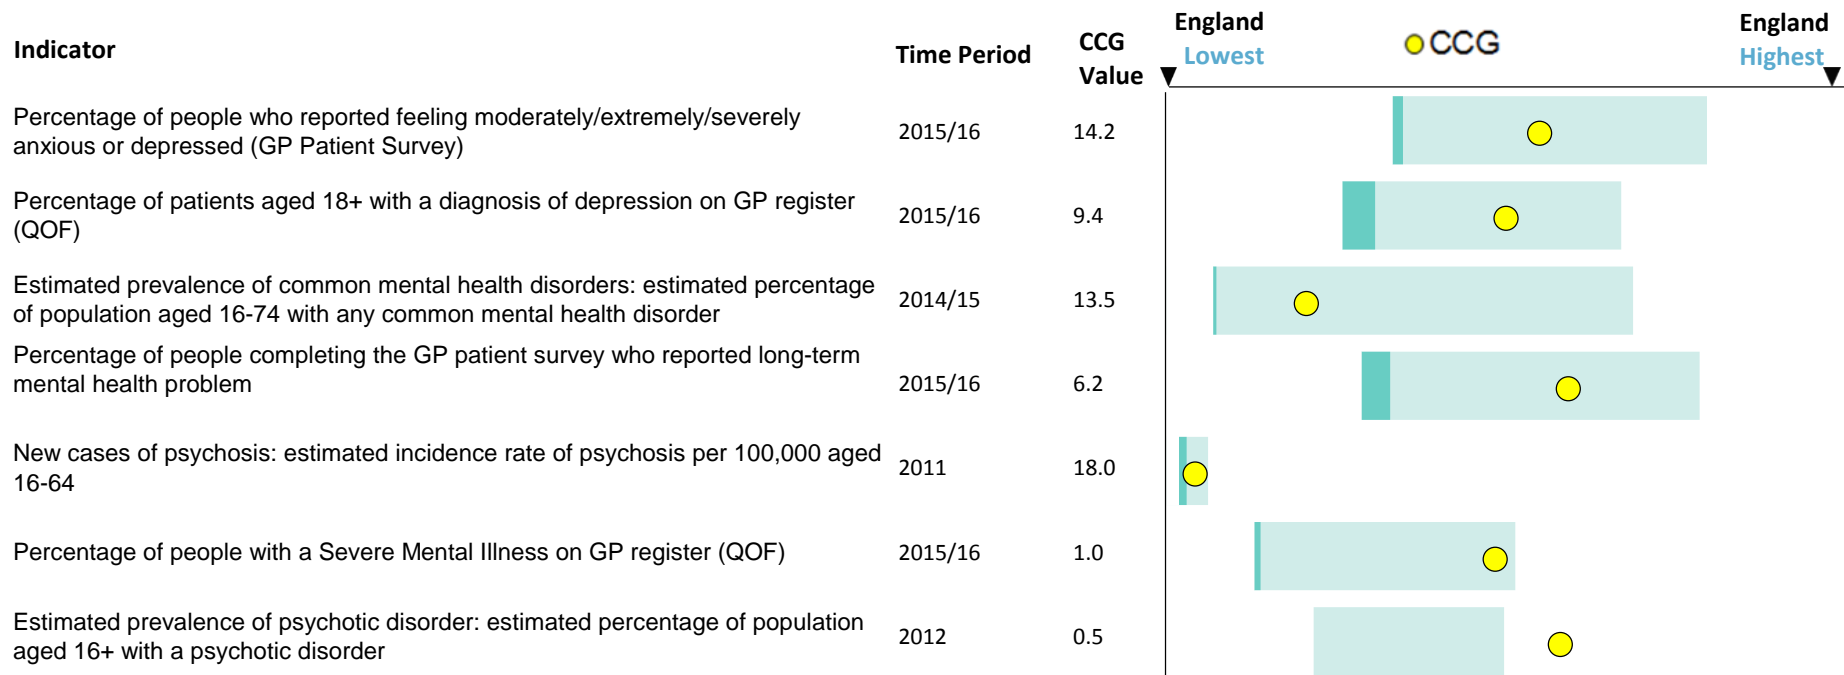 Indicator
Time Period
CCG
Value
England
Lowest
CCG
England
Highest
Percentage of people who reported feeling moderately/extremely/severely
anxious or depressed (GP Patient Survey)
2015/16
14.2
Percentage of patients aged 18+ with a diagnosis of depression on GP register
(QOF)
2015/16
9.4
Estimated prevalence of common mental health disorders: estimated percentage
of population aged 16-74 with any common mental health disorder
2014/15
13.5
Percentage of people completing the GP patient survey who reported long-term
mental health problem
2015/16
6.2
New cases of psychosis: estimated incidence rate of psychosis per 100,000 aged
16-64
2011
18.0
Percentage of people with a Severe Mental Illness on GP register (QOF)
2015/16
1.0
Estimated prevalence of psychotic disorder: estimated percentage of population
aged 16+ with a psychotic disorder
2012
0.5